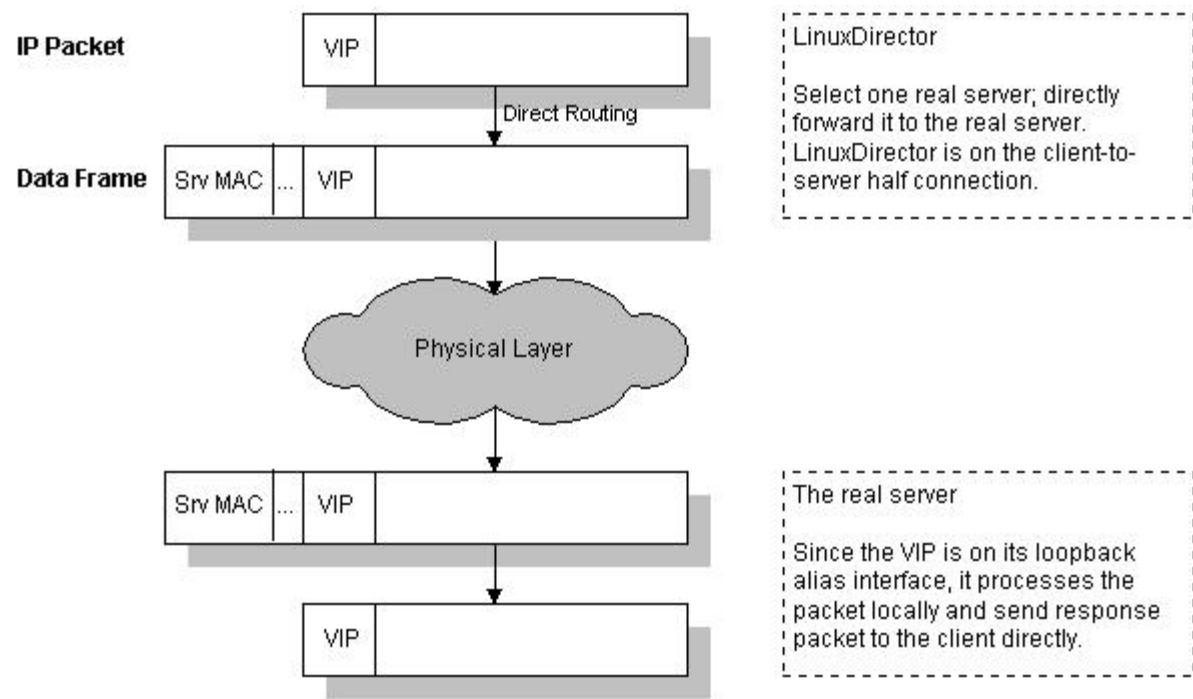 IP Packet
VIP
LinuxDirector
Select one real server; directly
forward it to the real server.
LinuxDirector is on the client-to-
server half connection.
Direct Routing
Data Frame
Srv MAC
...
VIP
Physical Layer
Srv MAC
...
VIP
The real server
Since the VIP is on its loopback
alias interface, it processes the
packet locally and send response
packet to the client directly.
VIP